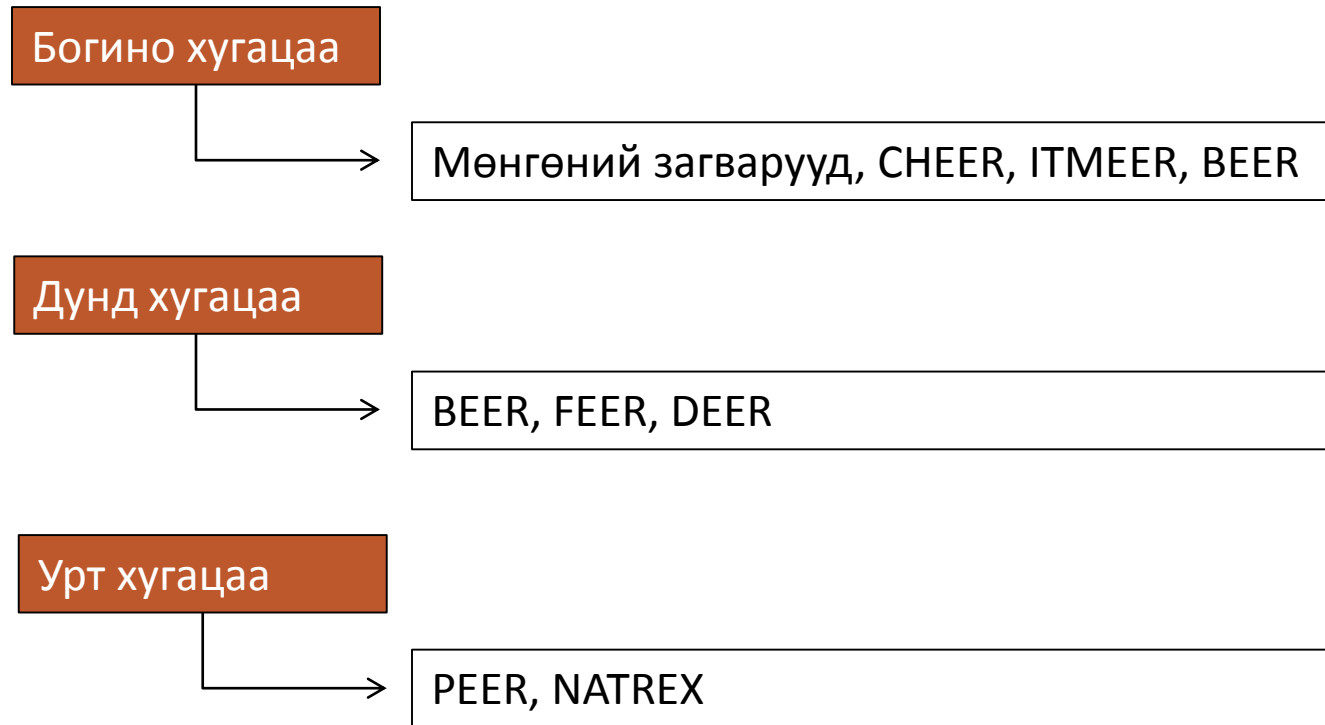 Богино хугацаа
Мөнгөний загварууд, CHEER, ITMEER, BEER
Дунд хугацаа
BEER, FEER, DEER
Урт хугацаа
PEER, NATREX